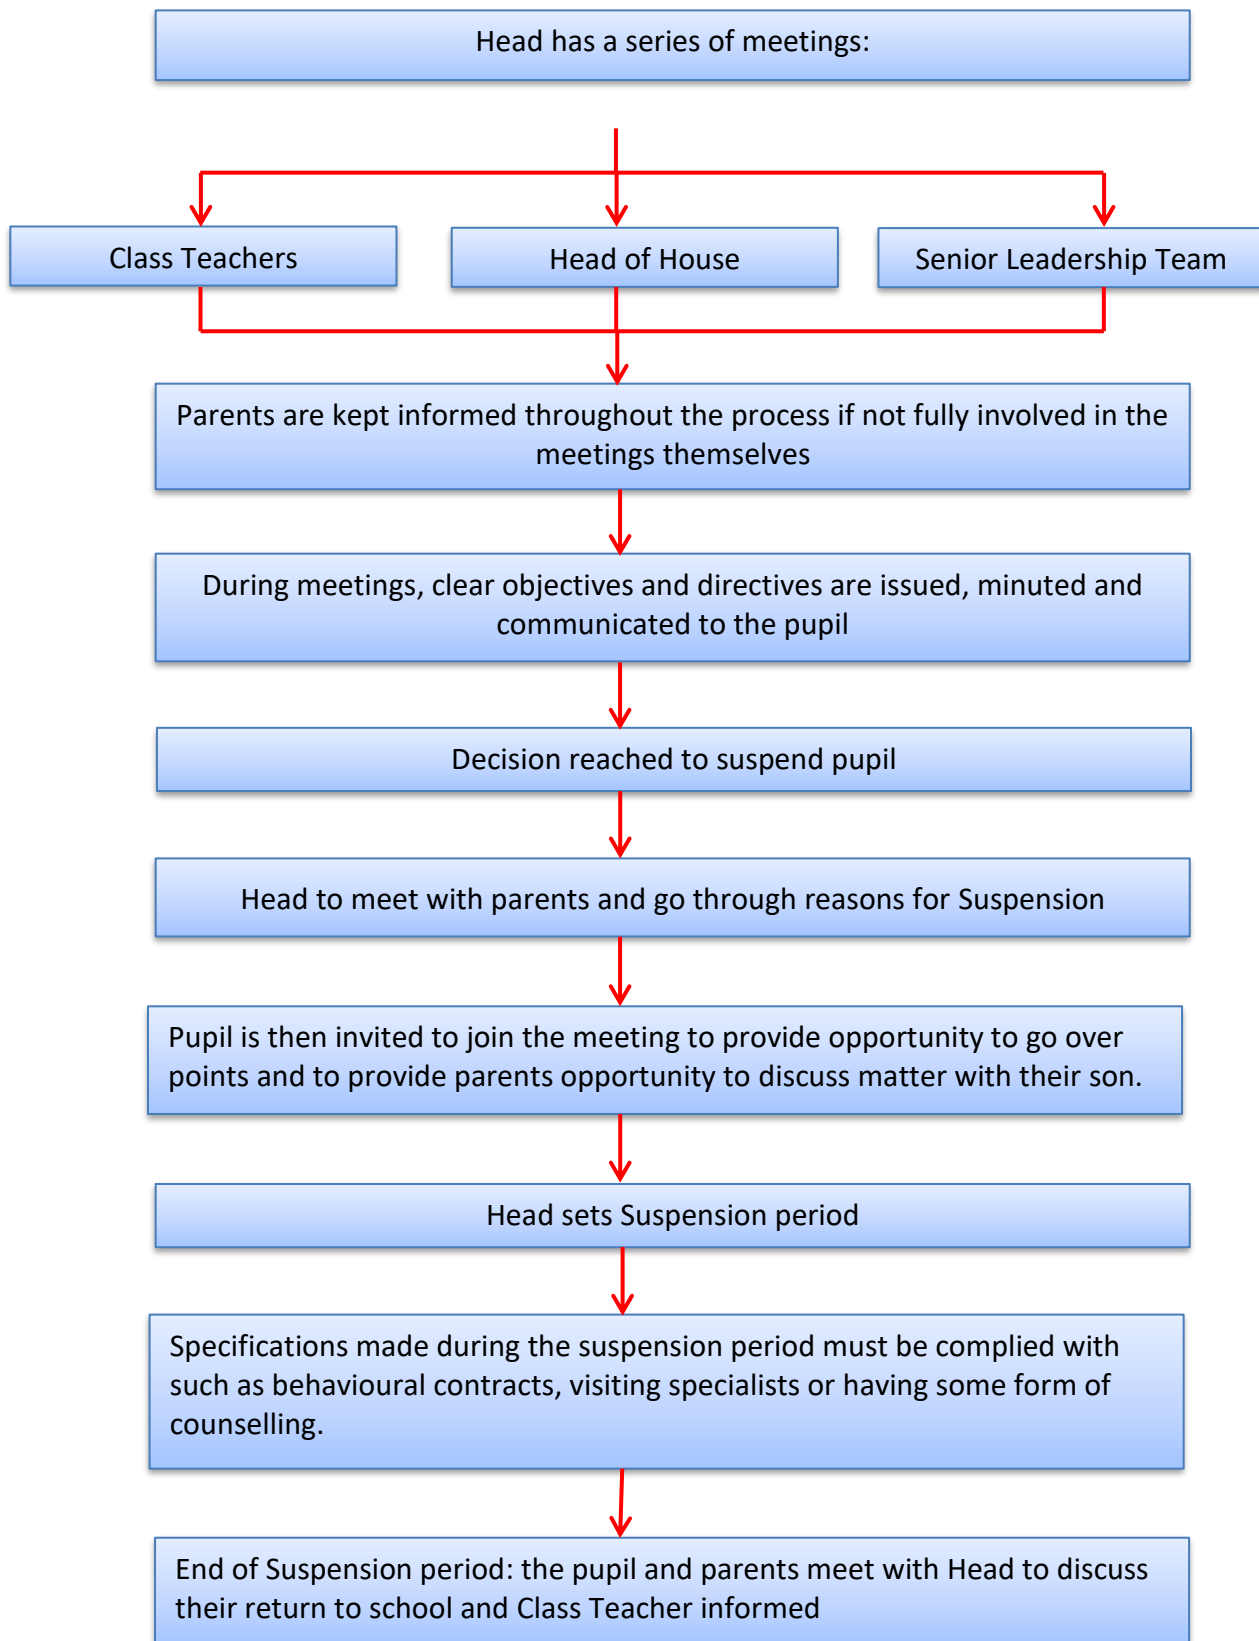 Head has a series of meetings:
Class Teachers
Head of House
Senior Leadership Team
Parents are kept informed throughout the process if not fully involved in the
meetings themselves
During meetings, clear objectives and directives are issued, minuted and
communicated to the pupil
Decision reached to suspend pupil
Head to meet with parents and go through reasons for Suspension
Pupil is then invited to join the meeting to provide opportunity to go over
points and to provide parents opportunity to discuss matter with their son.
Head sets Suspension period
Specifications made during the suspension period must be complied with
such as behavioural contracts, visiting specialists or having some form of
counselling.
End of Suspension period: the pupil and parents meet with Head to discuss
their return to school and Class Teacher informed